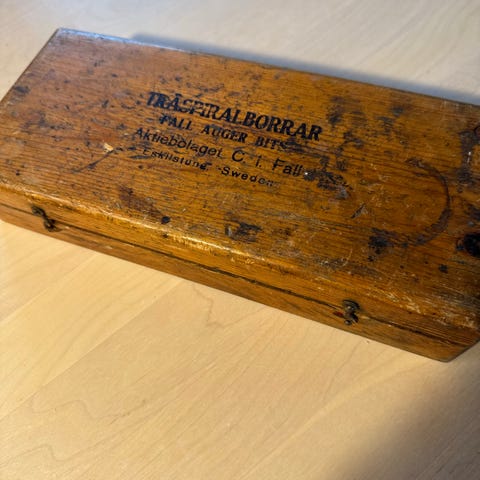 TRÄSPIRALBORRAR
FALL AUGER BITS
Aktiebolaget C. I. Fall
Eskilstuna, Sweden